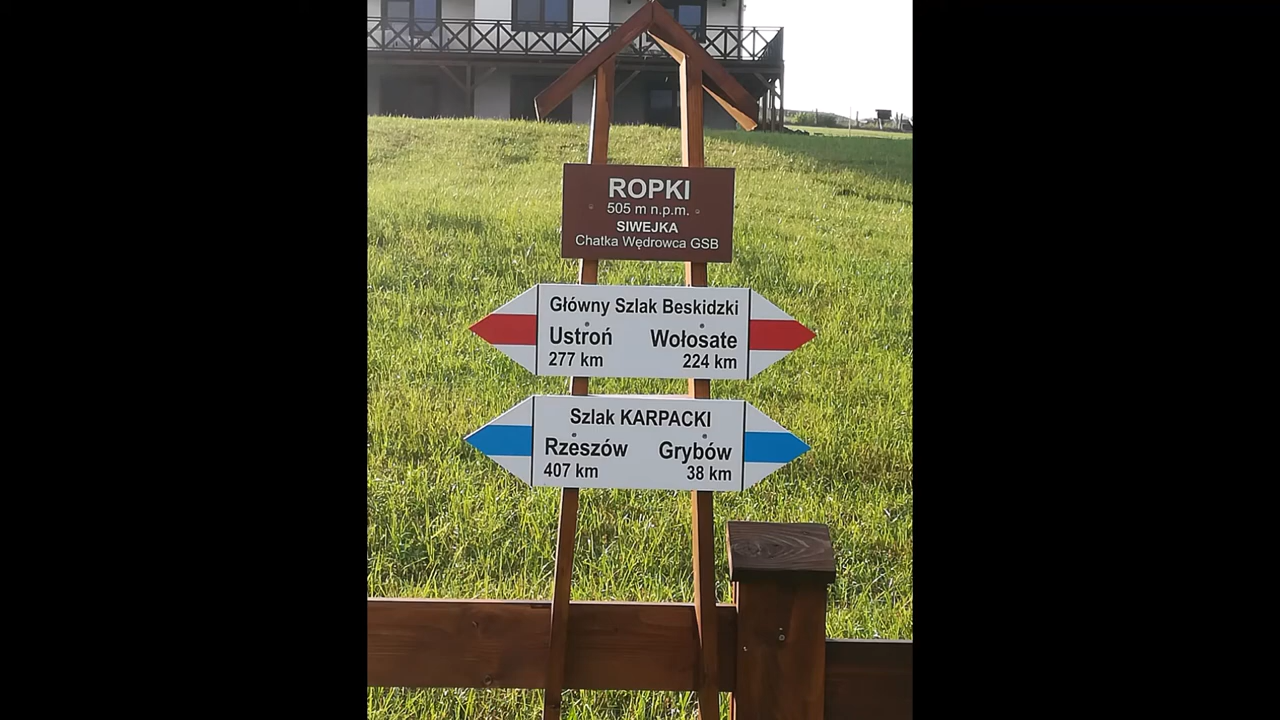 ROPKI
505 m n.p.m.
SIWEJKA
Chatka Wędrowca GSB
Główny Szlak Beskidzki
Ustroń Wołosate
277 km 224 km
Szlak KARPACKI
Rzeszów Grybów
407 km 38 km